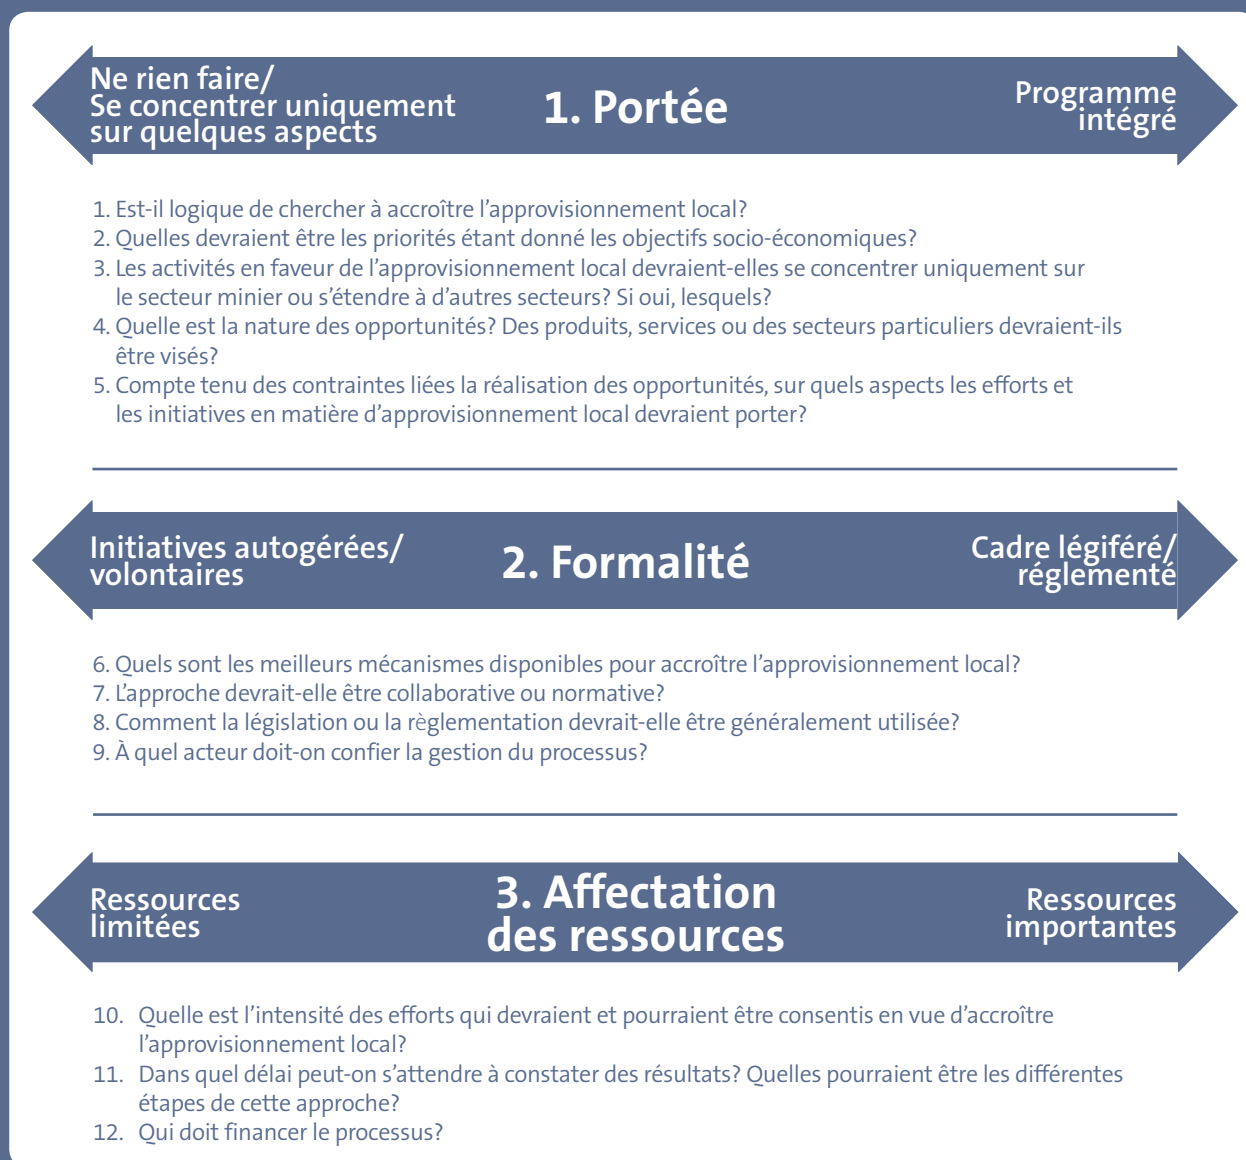 Ne rien faire/
Se concentrer uniquement
sur quelques aspects
1. Portée
Programme
intégré
1. Est-il logique de chercher à accroître l’approvisionnement local?
2. Quelles devraient être les priorités étant donné les objectifs socio-économiques?
3. Les activités en faveur de l’approvisionnement local devraient-elles se concentrer uniquement sur
le secteur minier ou s’étendre à d’autres secteurs? Si oui, lesquels?
4. Quelle est la nature des opportunités? Des produits, services ou des secteurs particuliers devraient-ils
être visés?
5. Compte tenu des contraintes liées la réalisation des opportunités, sur quels aspects les efforts et
les initiatives en matière d’approvisionnement local devraient porter?
Initiatives autogérées/
volontaires
2. Formalité
Cadre légiféré/
réglementé
6. Quels sont les meilleurs mécanismes disponibles pour accroître l’approvisionnement local?
7. L’approche devrait-elle être collaborative ou normative?
8. Comment la législation ou la règlementation devrait-elle être généralement utilisée?
9. À quel acteur doit-on confier la gestion du processus?
Ressources
limitées
3. Affectation
des ressources
Ressources
importantes
10. Quelle est l’intensité des efforts qui devraient et pourraient être consentis en vue d’accroître
l’approvisionnement local?
11. Dans quel délai peut-on s’attendre à constater des résultats? Quelles pourraient être les différentes
étapes de cette approche?
12. Qui doit financer le processus?